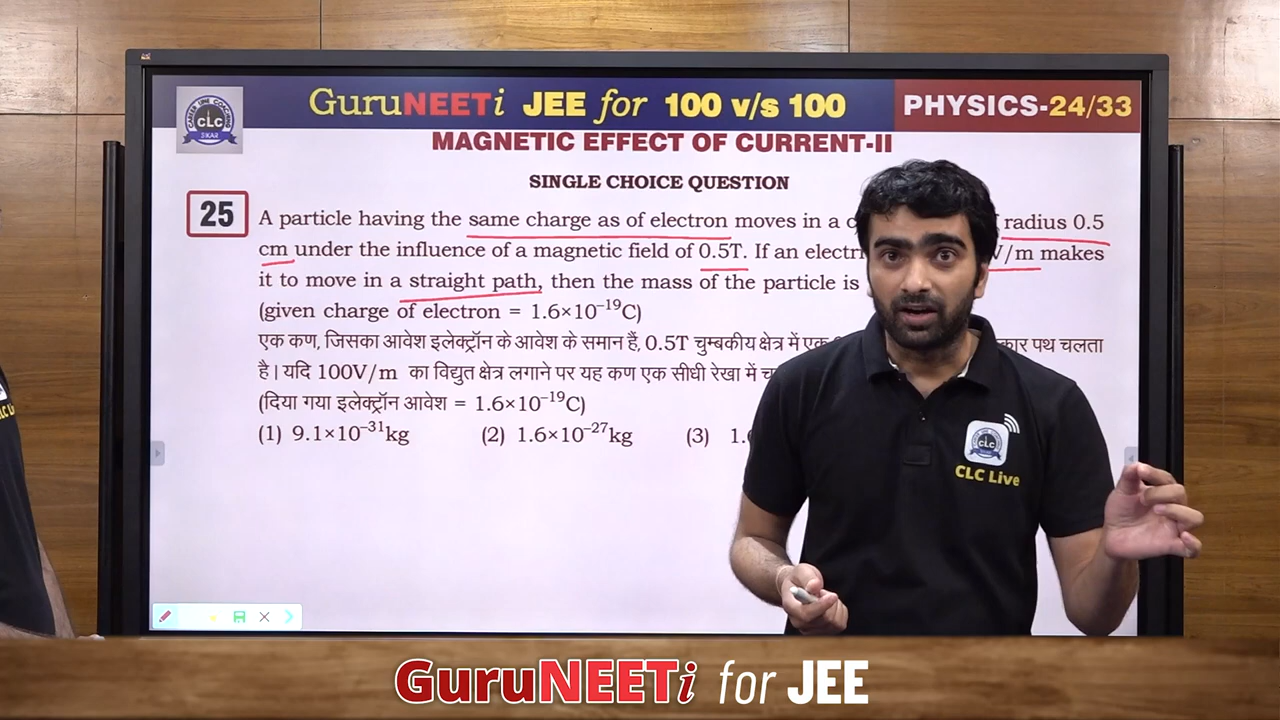 GuruNEETi JEE for 100 v/s 100
PHYSICS-24/33
CLC
SIKAR
MAGNETIC EFFECT OF CURRENT-II
SINGLE CHOICE QUESTION
25
A particle having the same charge as of electron moves in a radius 0.5
cm under the influence of a magnetic field of 0.5T. If an V/m makes
it to move in a straight path, then the mass of the particle is
(given charge of electron = 1.6×10⁻¹⁹C)
एक कण, जिसका आवेश इलेक्ट्रॉन के आवेश के समान हैं, 0.5T चुम्बकीय क्षेत्र में एक पथ चलता
है। यदि 100V/m का विद्युत क्षेत्र लगाने पर यह कण एक सीधी रेखा में
(दिया गया इलेक्ट्रॉन आवेश = 1.6×10⁻¹⁹C)
(1) 9.1×10⁻³¹kg (2) 1.6×10⁻²⁷kg (3)
CLC
CLC Live
GuruNEETi for JEE